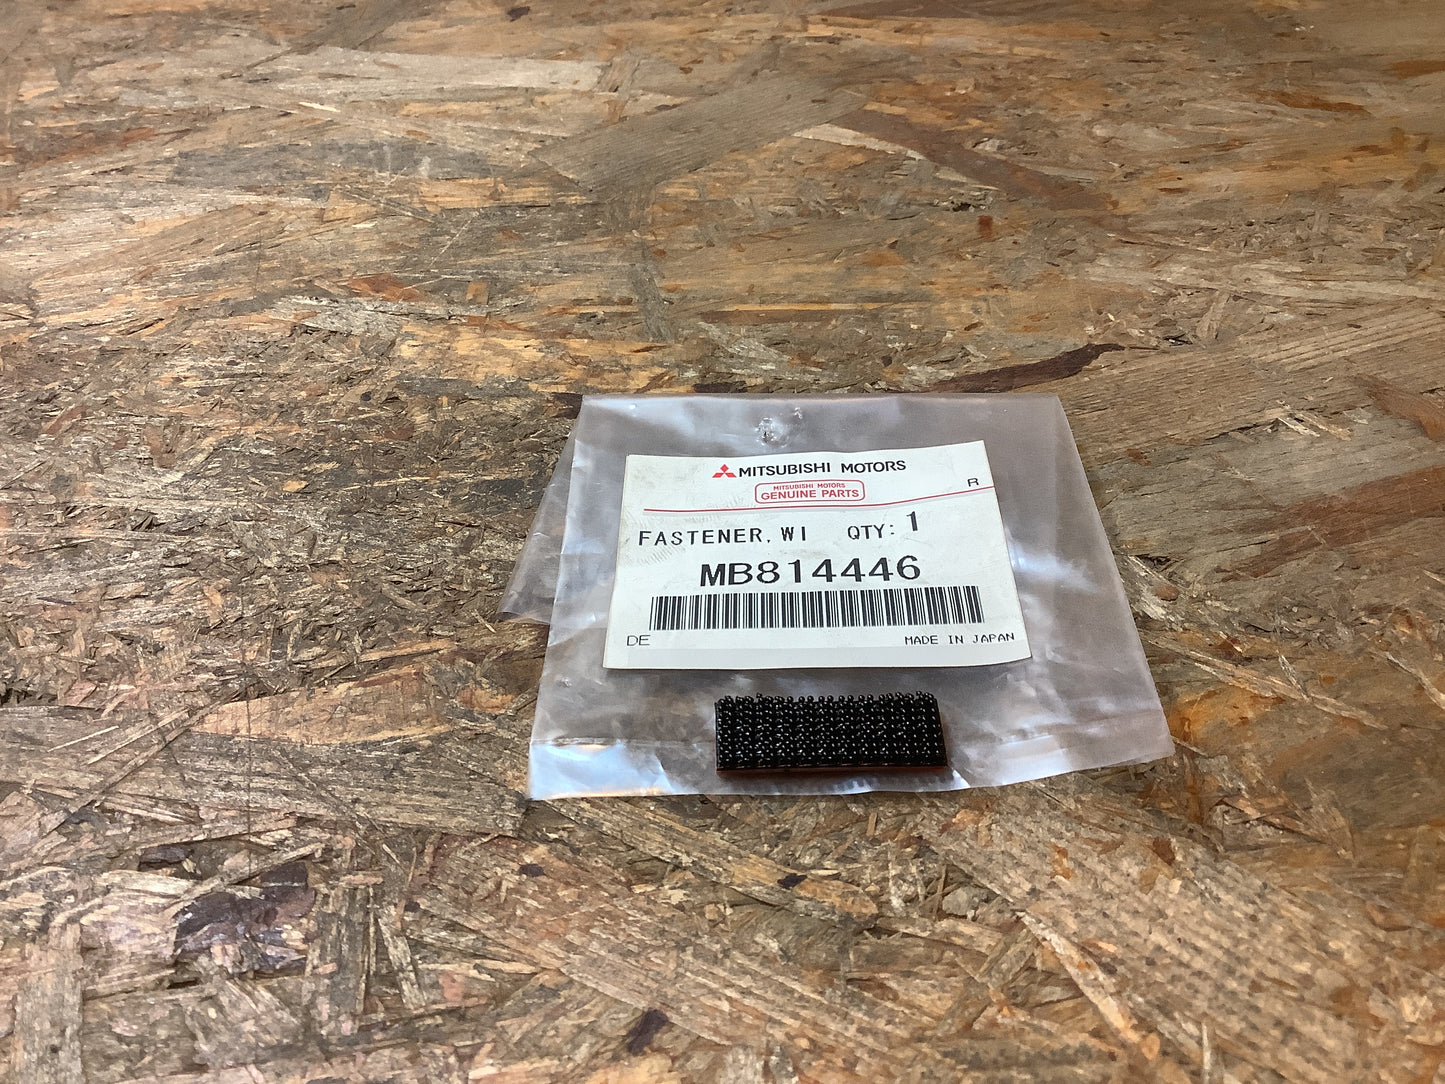 MITSUBISHI MOTORS
MITSUBISHI MOTORS
GENUINE PARTS
R
FASTENER, WI QTY: 1
MB814446
DE MADE IN JAPAN